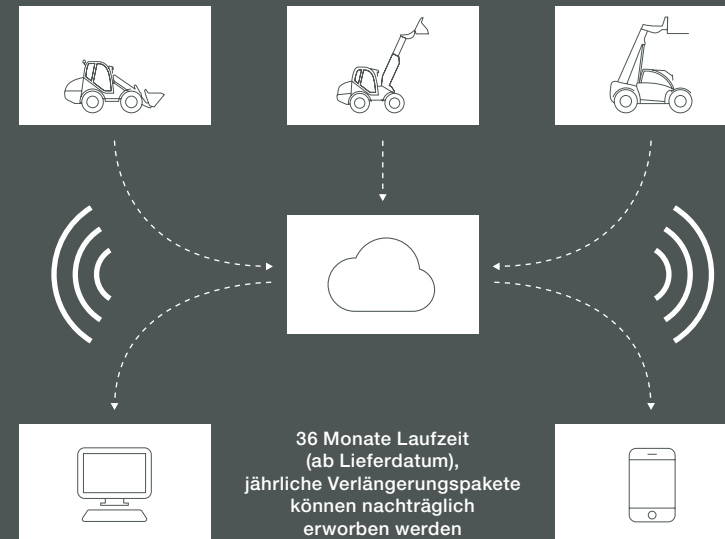 36 Monate Laufzeit
(ab Lieferdatum),
jährliche Verlängerungspakete
können nachträglich
erworben werden